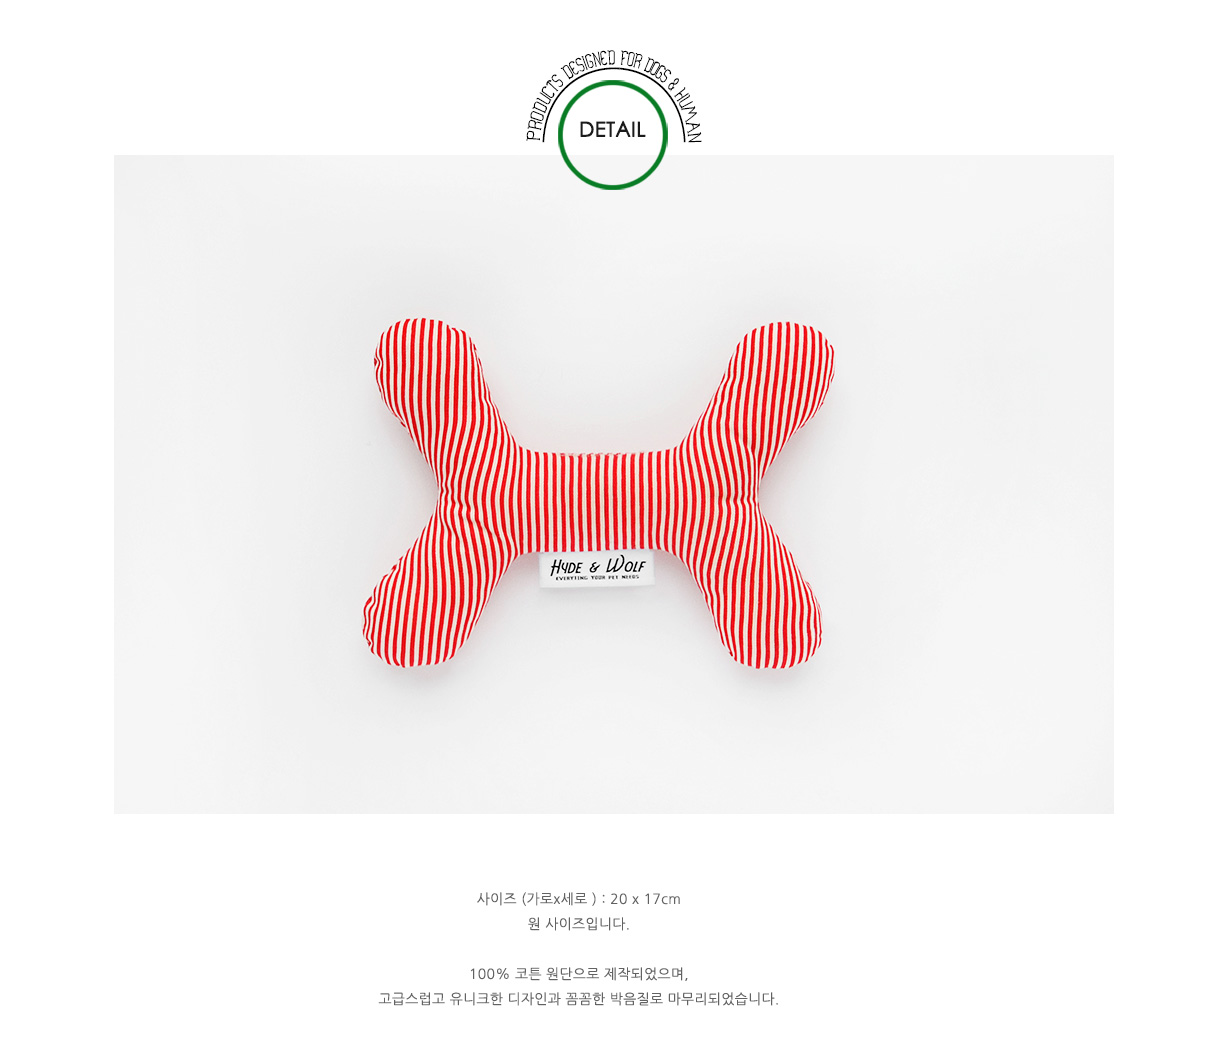 PRODUCTS DESIGNED FOR DOGS & HUMAN
DETAIL
HYDE & WOLF
EVERYTING YOUR PET NEEDS
사이즈 (가로x세로 ) : 20 x 17cm
원 사이즈입니다.
100% 코튼 원단으로 제작되었으며,
고급스럽고 유니크한 디자인과 꼼꼼한 박음질로 마무리되었습니다.